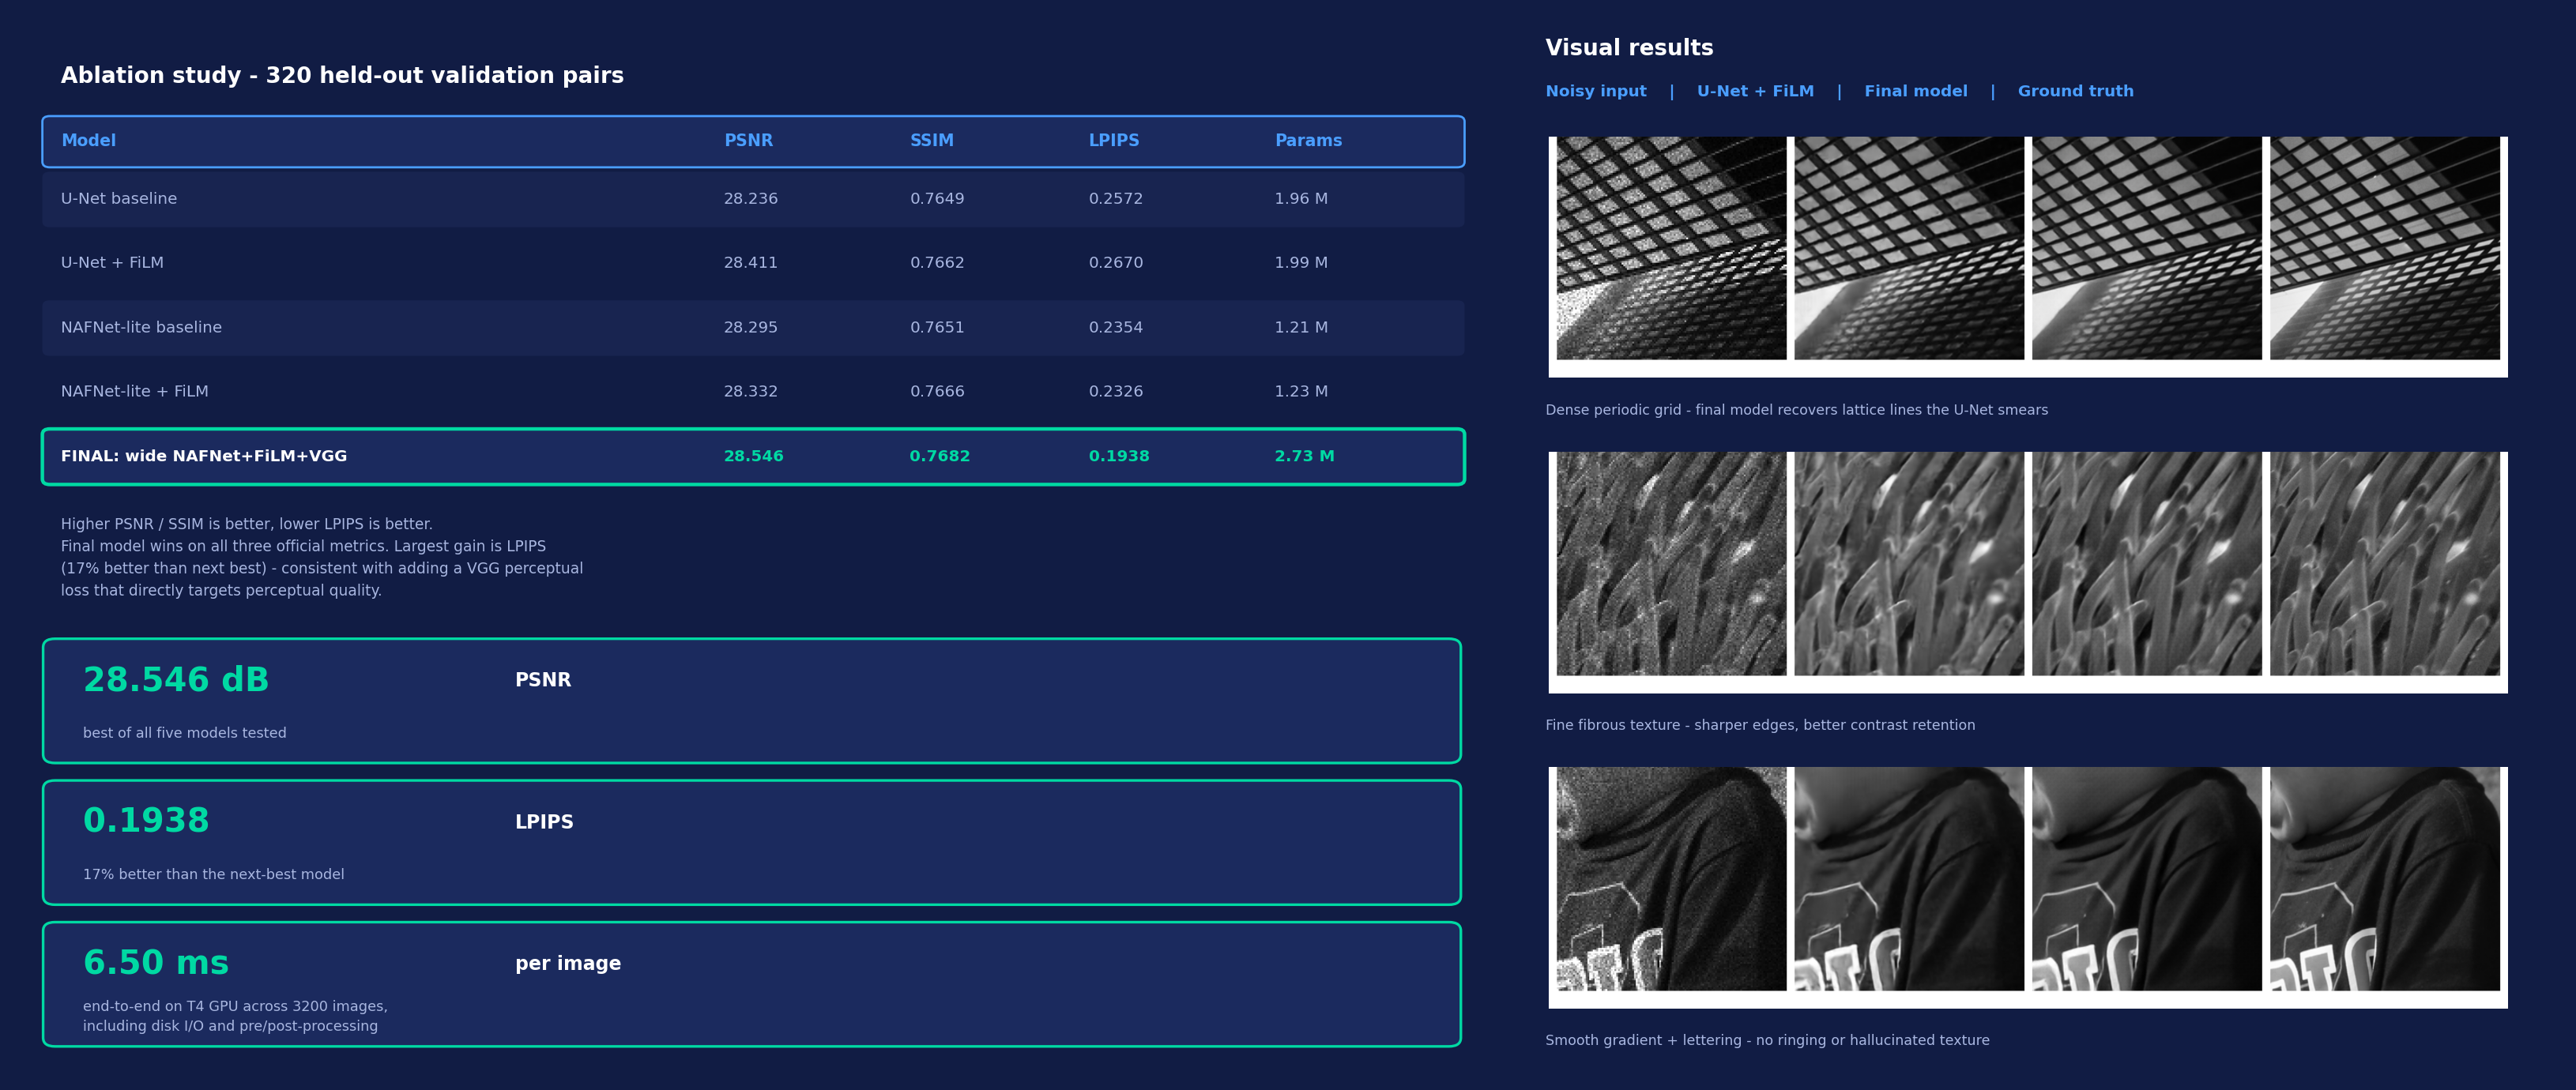 Ablation study - 320 held-out validation pairs
Model PSNR SSIM LPIPS Params
U-Net baseline 28.236 0.7649 0.2572 1.96 M
U-Net + FiLM 28.411 0.7662 0.2670 1.99 M
NAFNet-lite baseline 28.295 0.7651 0.2354 1.21 M
NAFNet-lite + FiLM 28.332 0.7666 0.2326 1.23 M
FINAL: wide NAFNet+FiLM+VGG 28.546 0.7682 0.1938 2.73 M
Higher PSNR / SSIM is better, lower LPIPS is better.
Final model wins on all three official metrics. Largest gain is LPIPS
(17% better than next best) - consistent with adding a VGG perceptual
loss that directly targets perceptual quality.
28.546 dB PSNR
best of all five models tested
0.1938 LPIPS
17% better than the next-best model
6.50 ms per image
end-to-end on T4 GPU across 3200 images,
including disk I/O and pre/post-processing
Visual results
Noisy input | U-Net + FiLM | Final model | Ground truth
Dense periodic grid - final model recovers lattice lines the U-Net smears
Fine fibrous texture - sharper edges, better contrast retention
Smooth gradient + lettering - no ringing or hallucinated texture